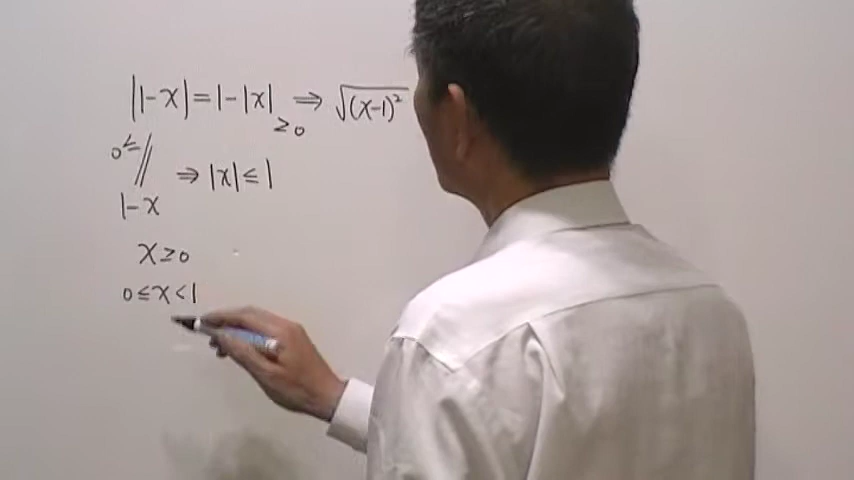 |1-x|=1-|x| ⇒ √(x-1)²
≥0
0≤ // ⇒ |x|≤1
1-x
x≥0
0≤x<1